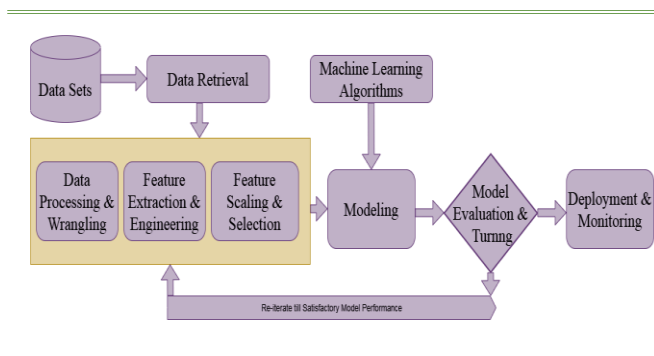 Data Sets
Data Retrieval
Machine Learning
Algorithms
Data
Processing &
Wrangling
Feature
Extraction &
Engineering
Feature
Scaling &
Selection
Modeling
Model
Evaluation &
Turnng
Deployment &
Monitoring
Re-iterate till Satisfactory Model Performance